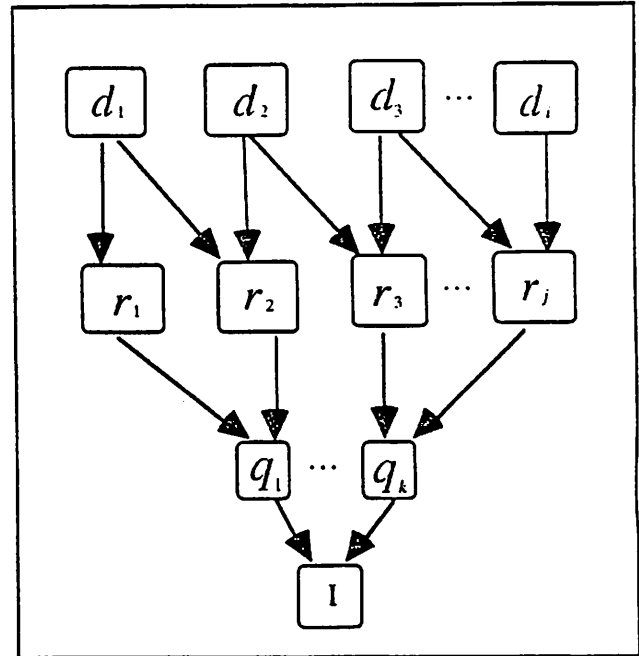 d₁ d₂ d₃ ... dᵢ
r₁ r₂ r₃ ... rⱼ
q₁ ... qₖ
I